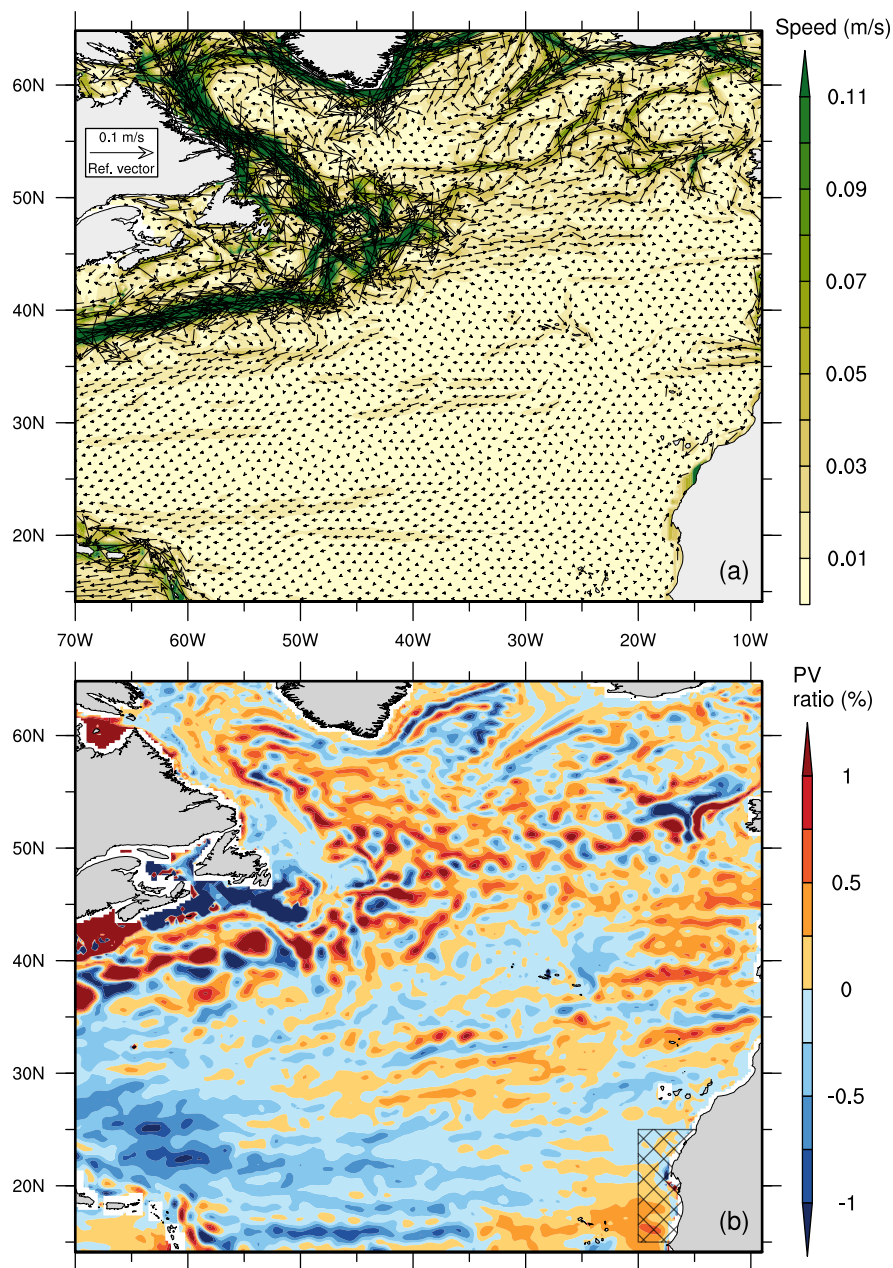 Speed (m/s)
60N
0.11
0.1 m/s
Ref. vector
50N
0.09
0.07
40N
0.05
30N
0.03
20N
0.01
(a)
70W 60W 50W 40W 30W 20W 10W
PV
ratio (%)
60N
1
50N
0.5
40N
0
30N
-0.5
20N
-1
(b)